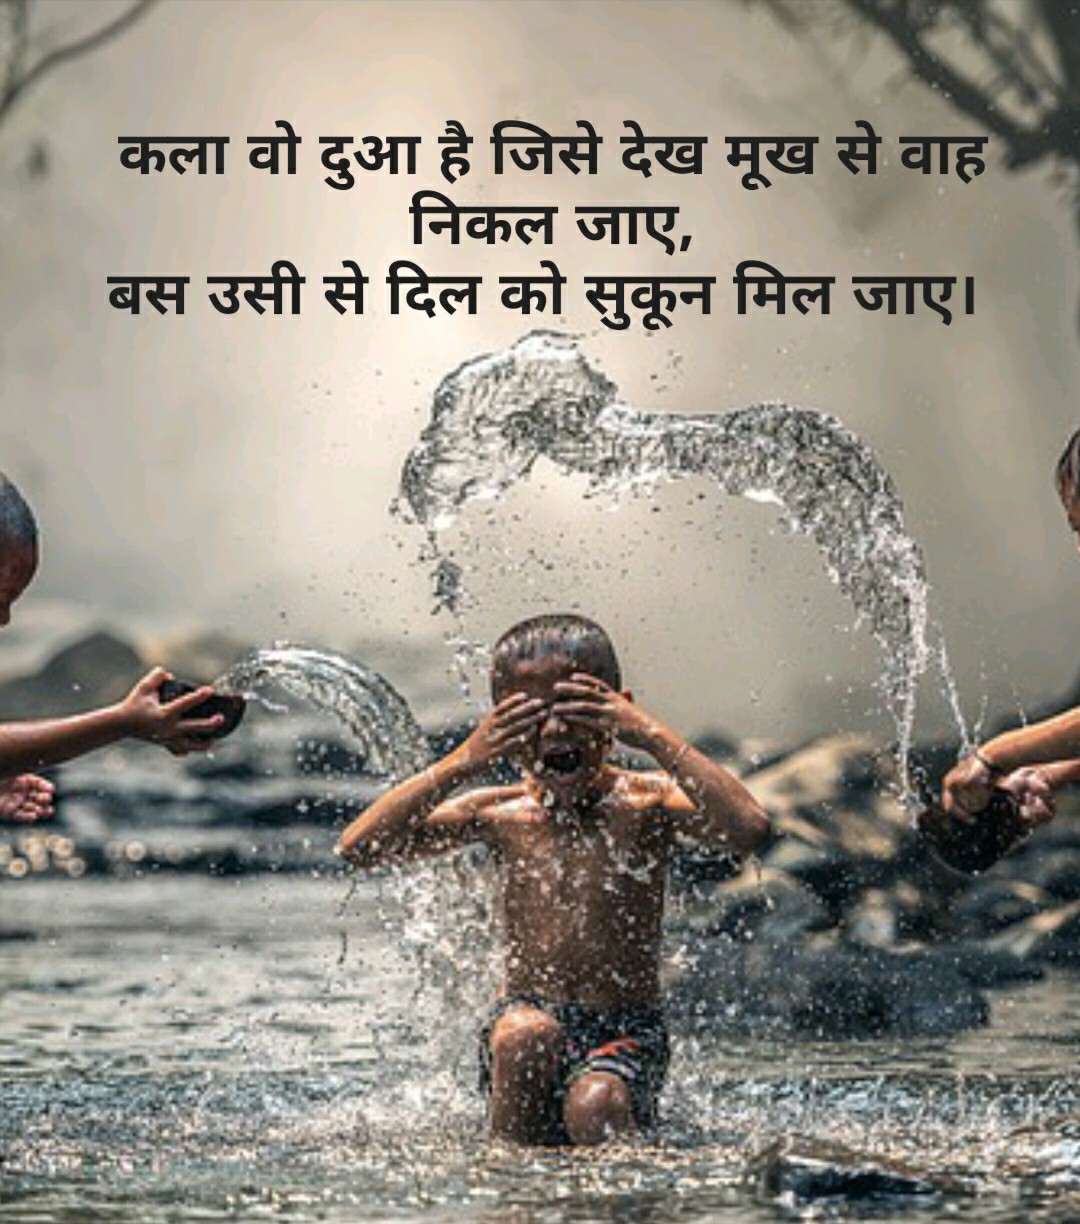 कला वो दुआ है जिसे देख मूख से वाह
निकल जाए,
बस उसी से दिल को सुकून मिल जाए।